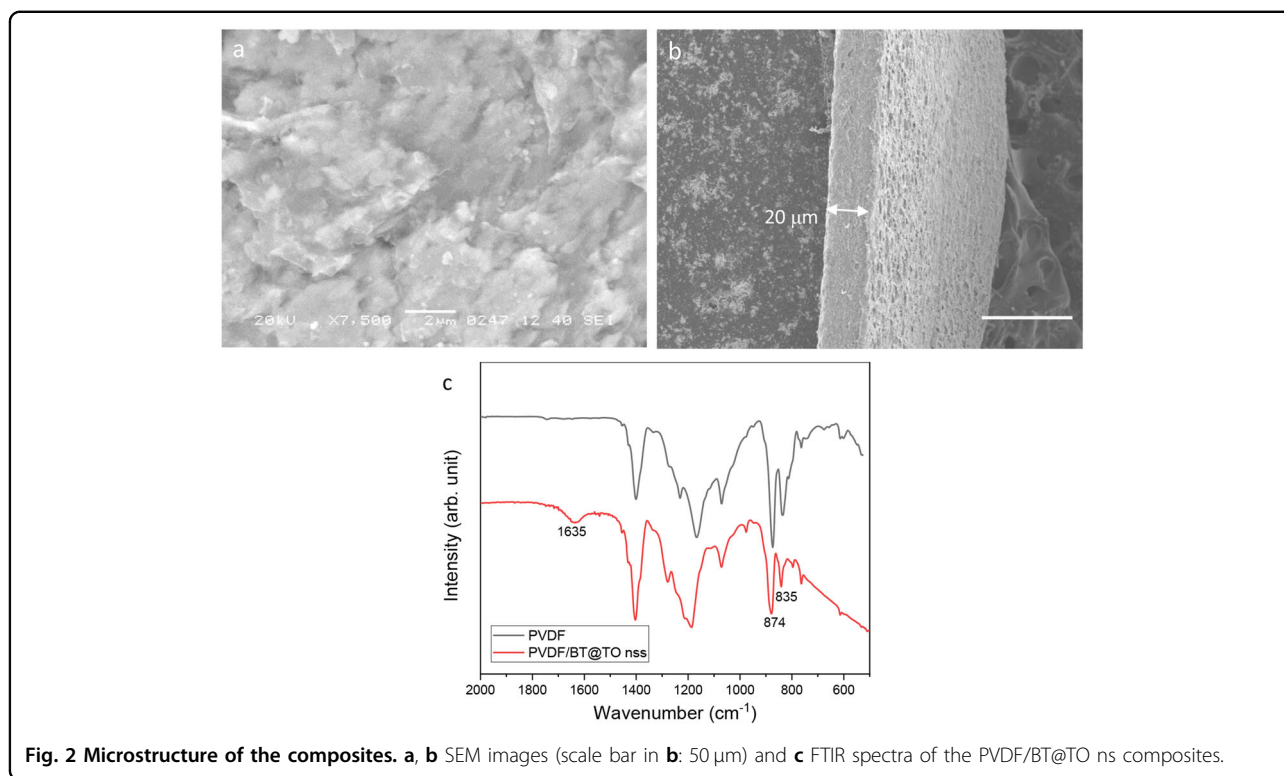 a
20kV X7,500 2μm 0247 12 40 SEI
b
20 μm
c
Intensity (arb. unit)
1635
874
835
PVDF
PVDF/BT@TO nss
2000 1800 1600 1400 1200 1000 800 600
Wavenumber (cm⁻¹)
Fig. 2 Microstructure of the composites. a, b SEM images (scale bar in b: 50 μm) and c FTIR spectra of the PVDF/BT@TO ns composites.